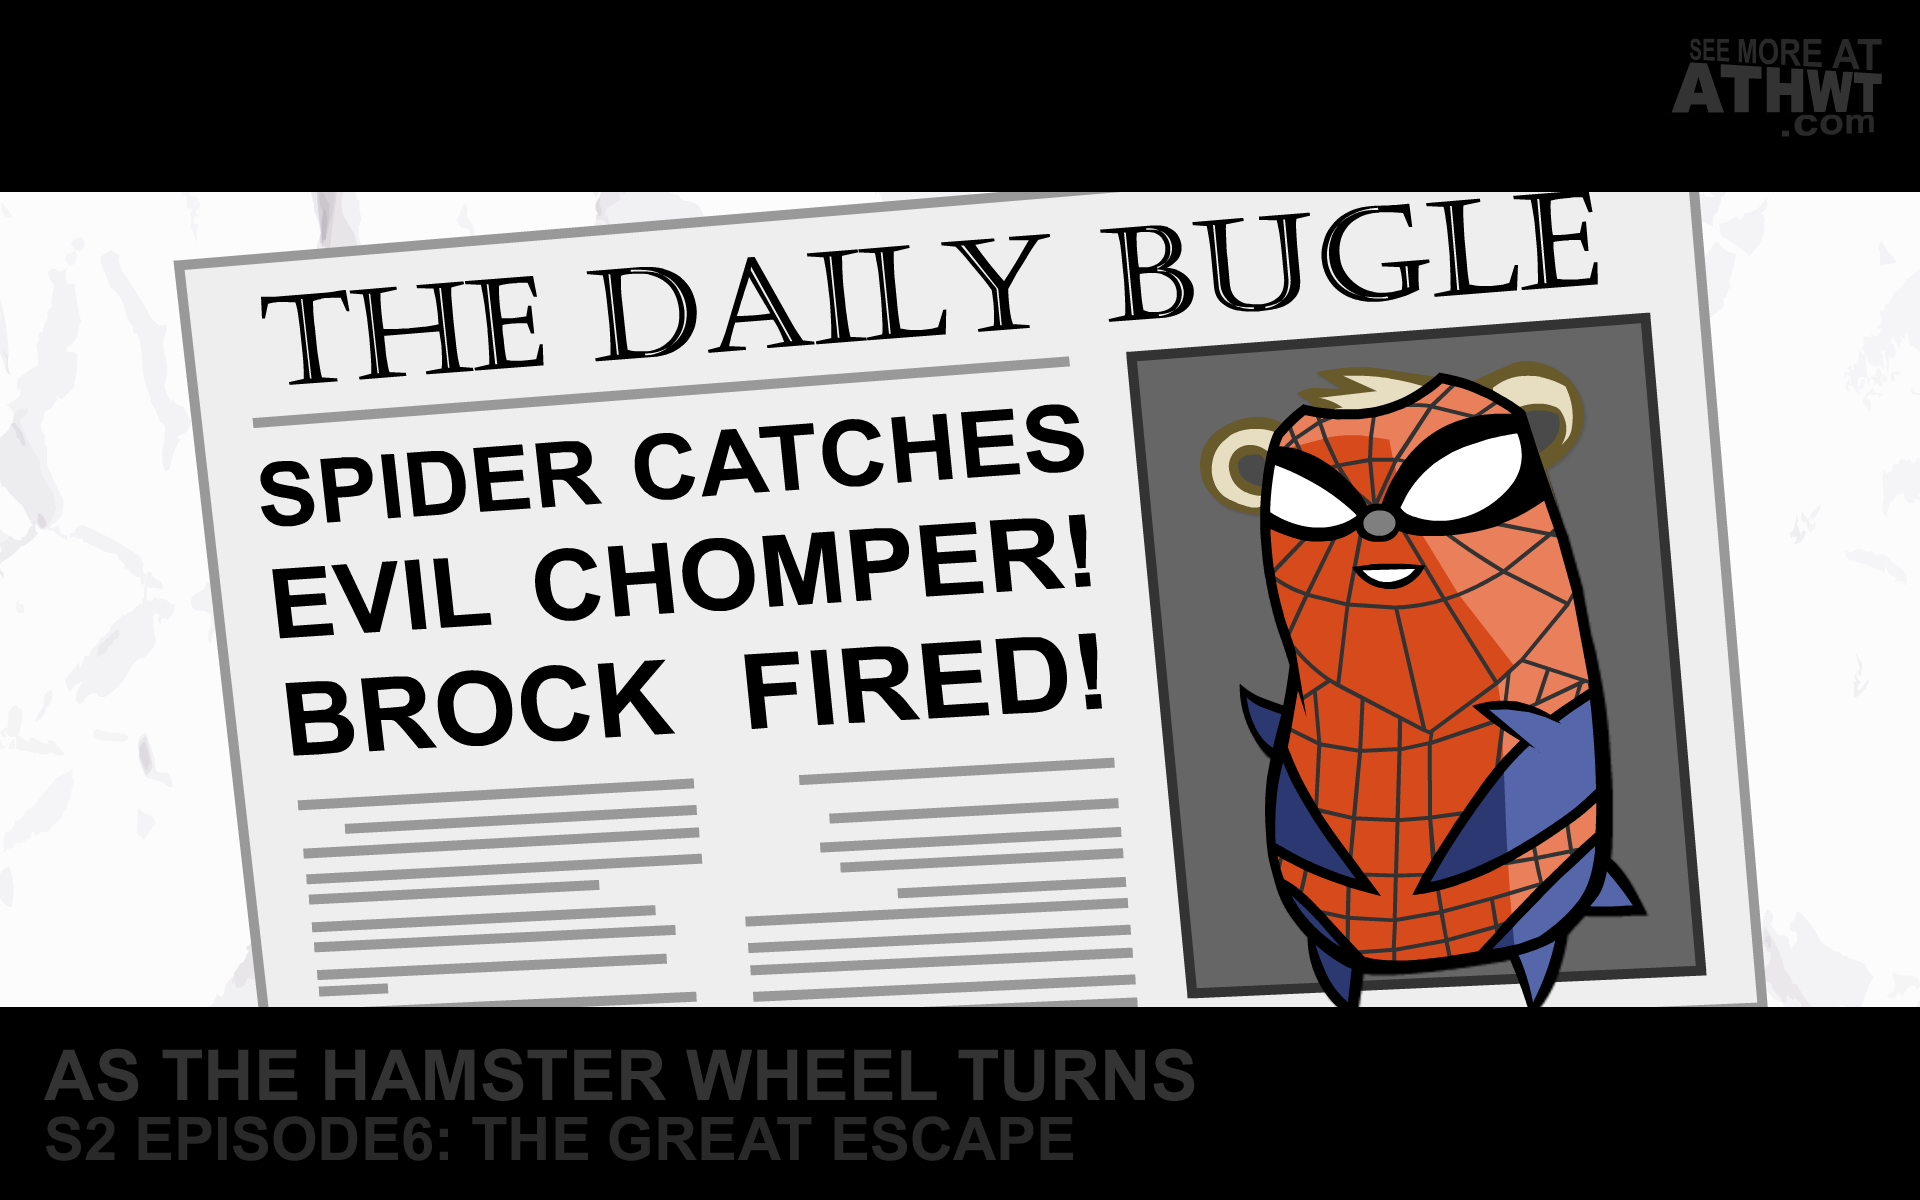 SEE MORE AT
ATHWT
.com
THE DAILY BUGLE
SPIDER CATCHES
EVIL CHOMPER!
BROCK FIRED!
AS THE HAMSTER WHEEL TURNS
S2 EPISODE6: THE GREAT ESCAPE